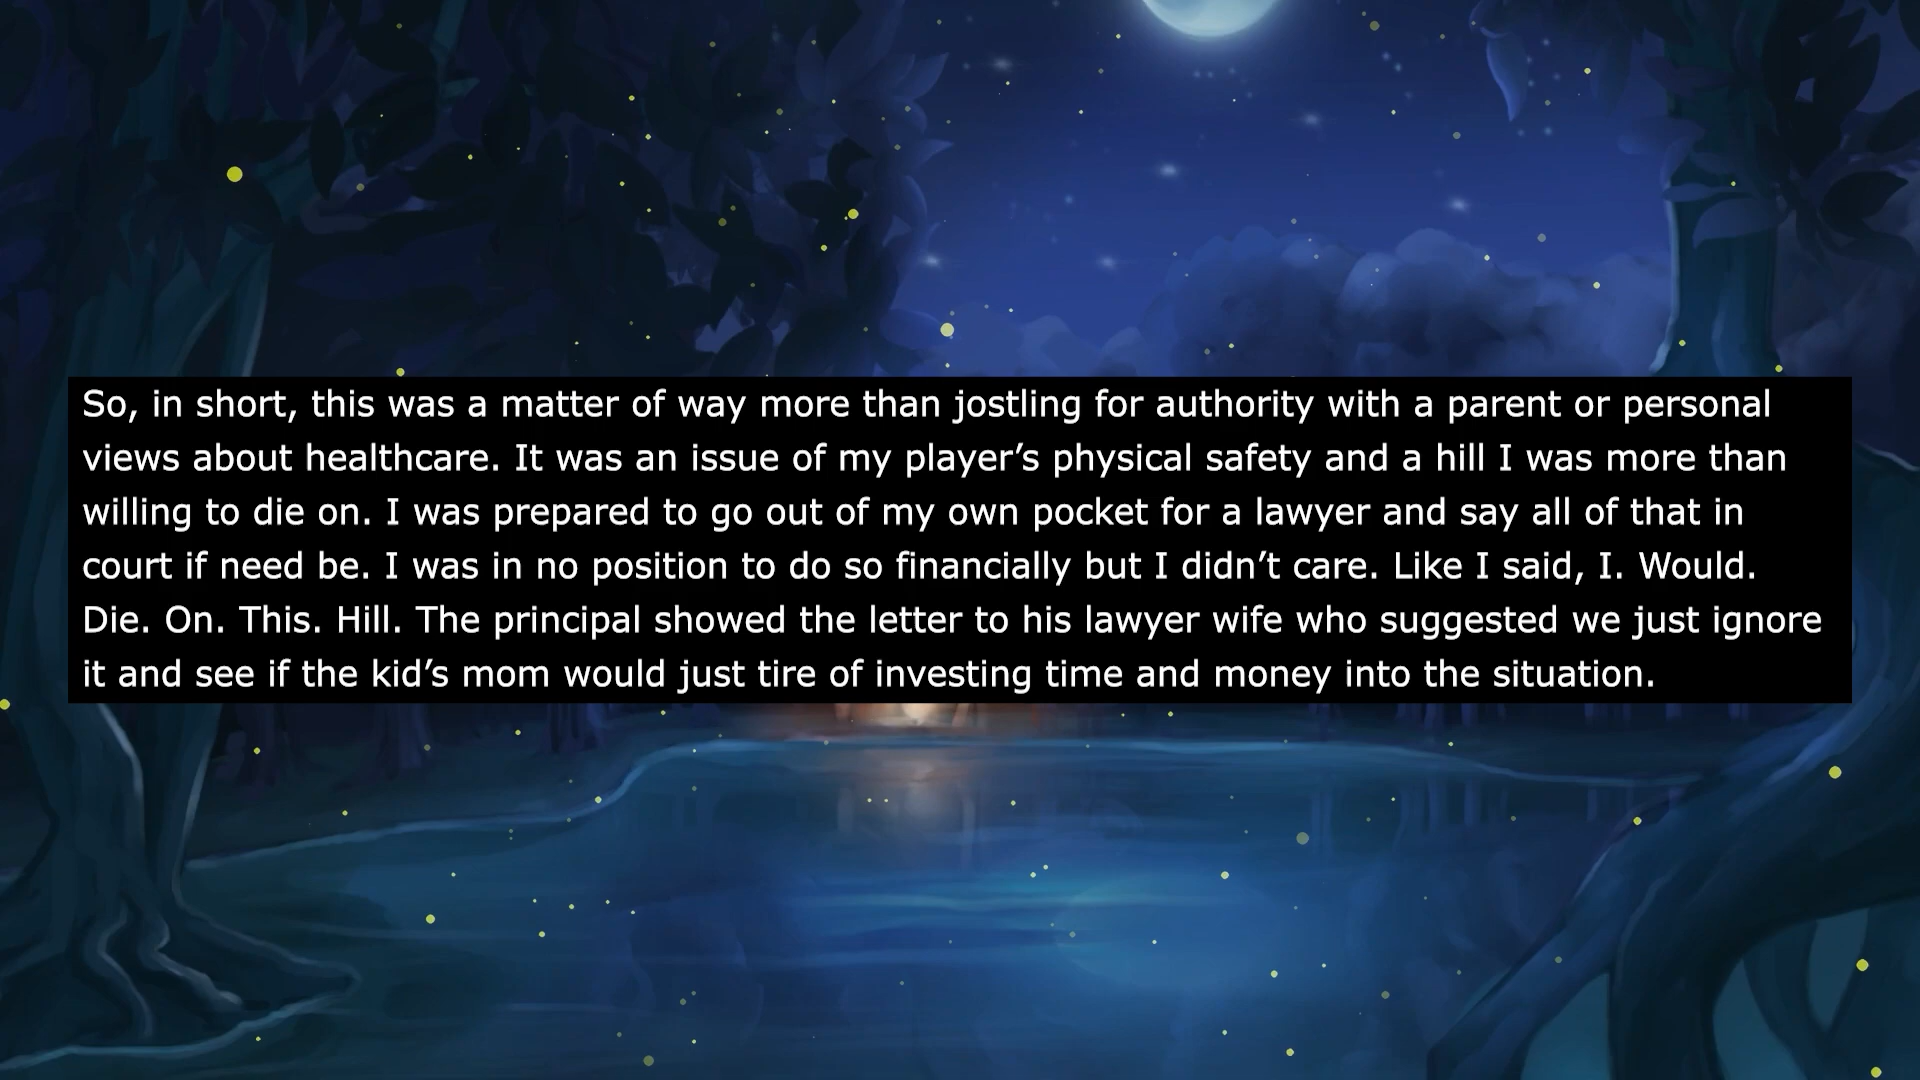 So, in short, this was a matter of way more than jostling for authority with a parent or personal
views about healthcare. It was an issue of my player’s physical safety and a hill I was more than
willing to die on. I was prepared to go out of my own pocket for a lawyer and say all of that in
court if need be. I was in no position to do so financially but I didn’t care. Like I said, I. Would.
Die. On. This. Hill. The principal showed the letter to his lawyer wife who suggested we just ignore
it and see if the kid’s mom would just tire of investing time and money into the situation.